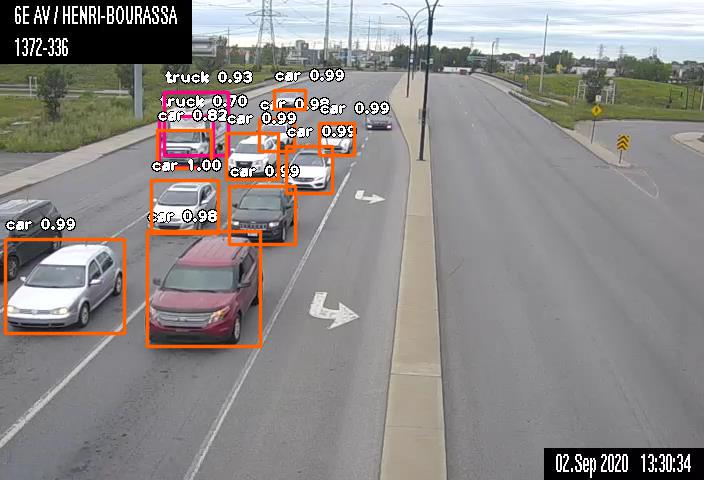 6E AV / HENRI-BOURASSA
1372-336
truck 0.93
car 0.99
truck 0.70
car 0.99
car 0.82
car 0.99
car 0.99
car 1.00
car 0.99
car 0.98
car 0.99
02.Sep 2020 13:30:34